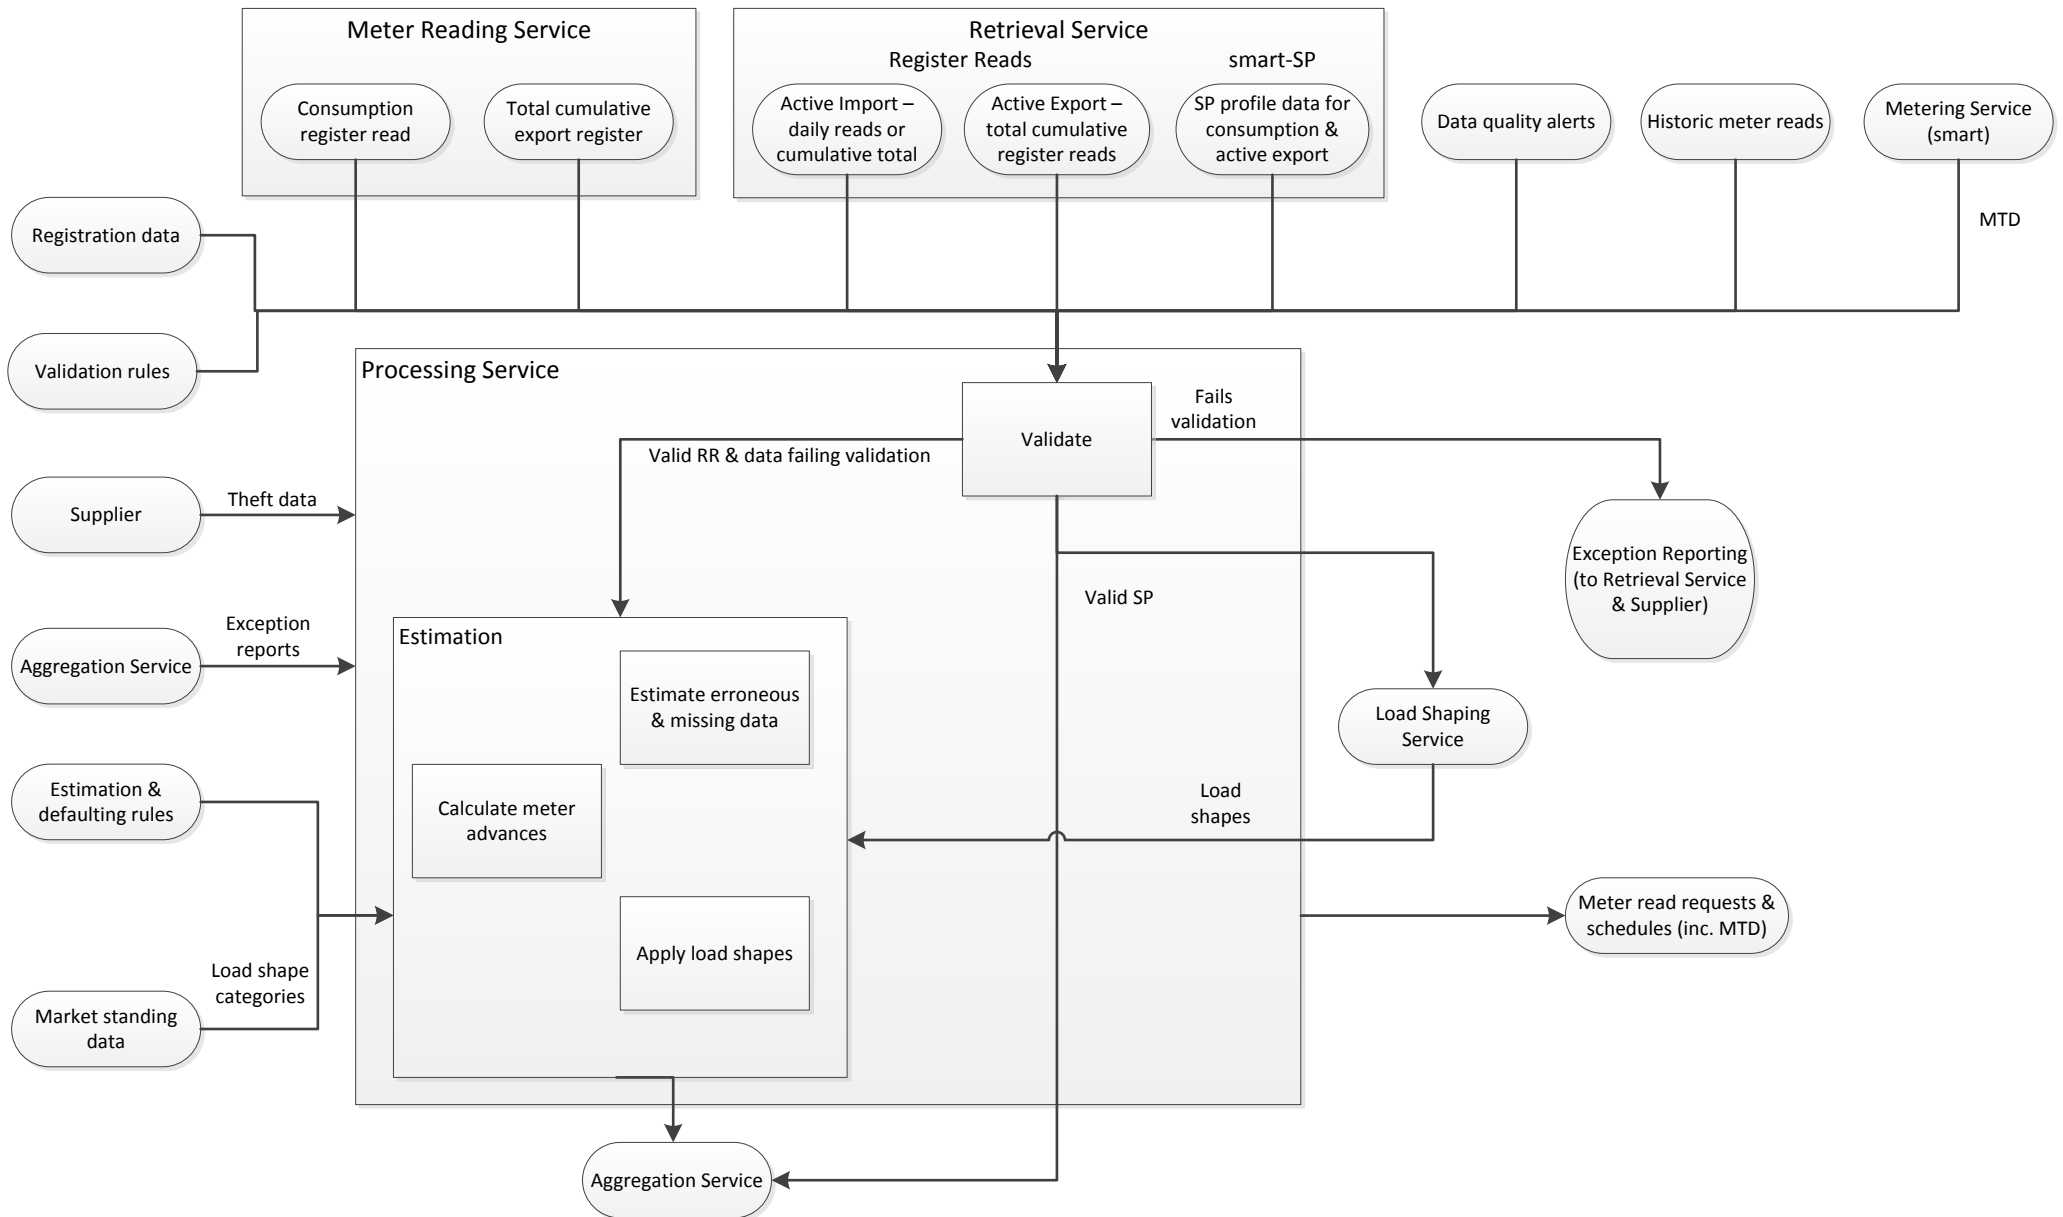 Meter Reading Service
Consumption
register read
Total cumulative
export register
Retrieval Service
Register Reads
smart-SP
Active Import –
daily reads or
cumulative total
Active Export –
total cumulative
register reads
SP profile data for
consumption &
active export
Data quality alerts
Historic meter reads
Metering Service
(smart)
MTD
Registration data
Validation rules
Processing Service
Validate
Fails
validation
Valid RR & data failing validation
Supplier
Theft data
Exception Reporting
(to Retrieval Service
& Supplier)
Valid SP
Aggregation Service
Exception
reports
Estimation
Estimate erroneous
& missing data
Load Shaping
Service
Estimation &
defaulting rules
Calculate meter
advances
Load
shapes
Meter read requests &
schedules (inc. MTD)
Apply load shapes
Load shape
categories
Market standing
data
Aggregation Service